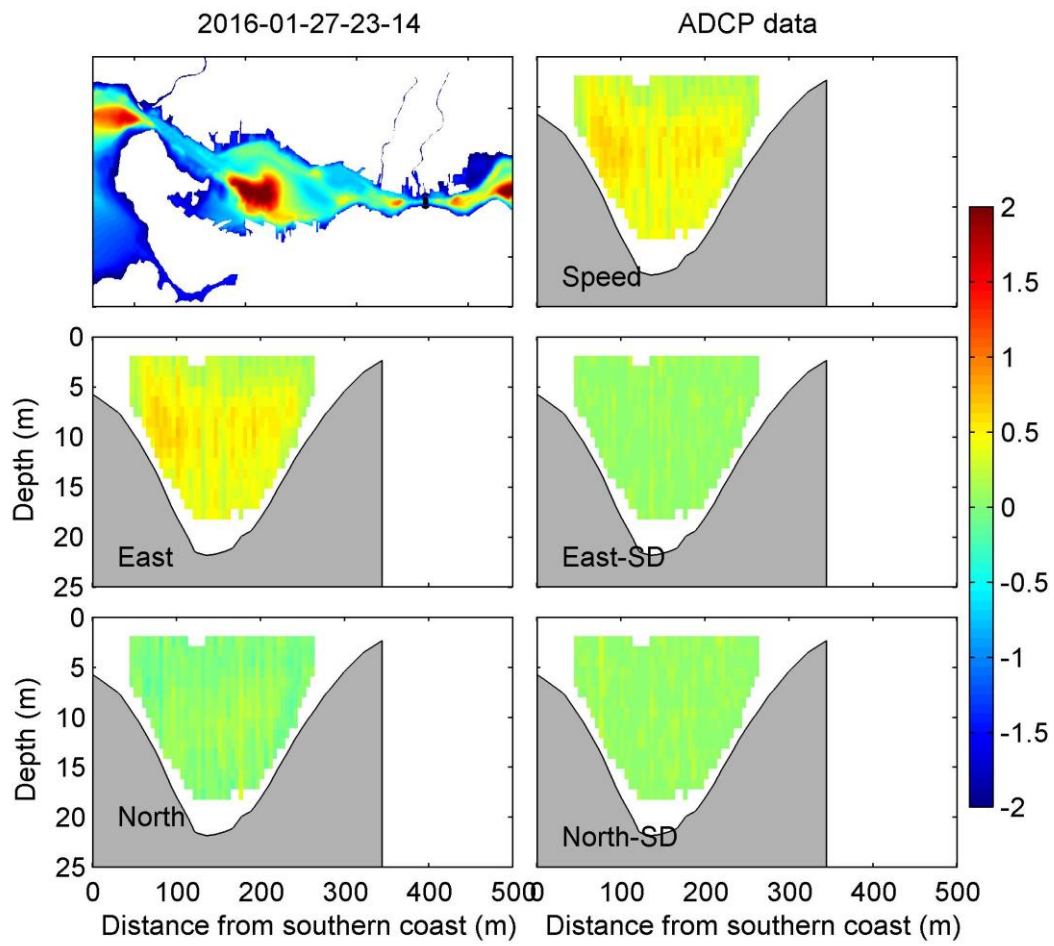 2016-01-27-23-14
ADCP data
Speed
2
1.5
1
0.5
0
-0.5
-1
-1.5
-2
0
5
10
15
20
25
Depth (m)
East
East-SD
0
5
10
15
20
25
Depth (m)
North
North-SD
0 100 200 300 400 500
0 100 200 300 400 500
Distance from southern coast (m)
Distance from southern coast (m)